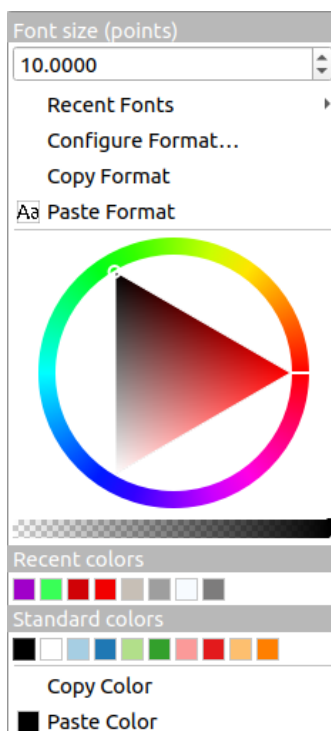 Font size (points)
10.0000
Recent Fonts
Configure Format…
Copy Format
Aa Paste Format
Recent colors
Standard colors
Copy Color
Paste Color